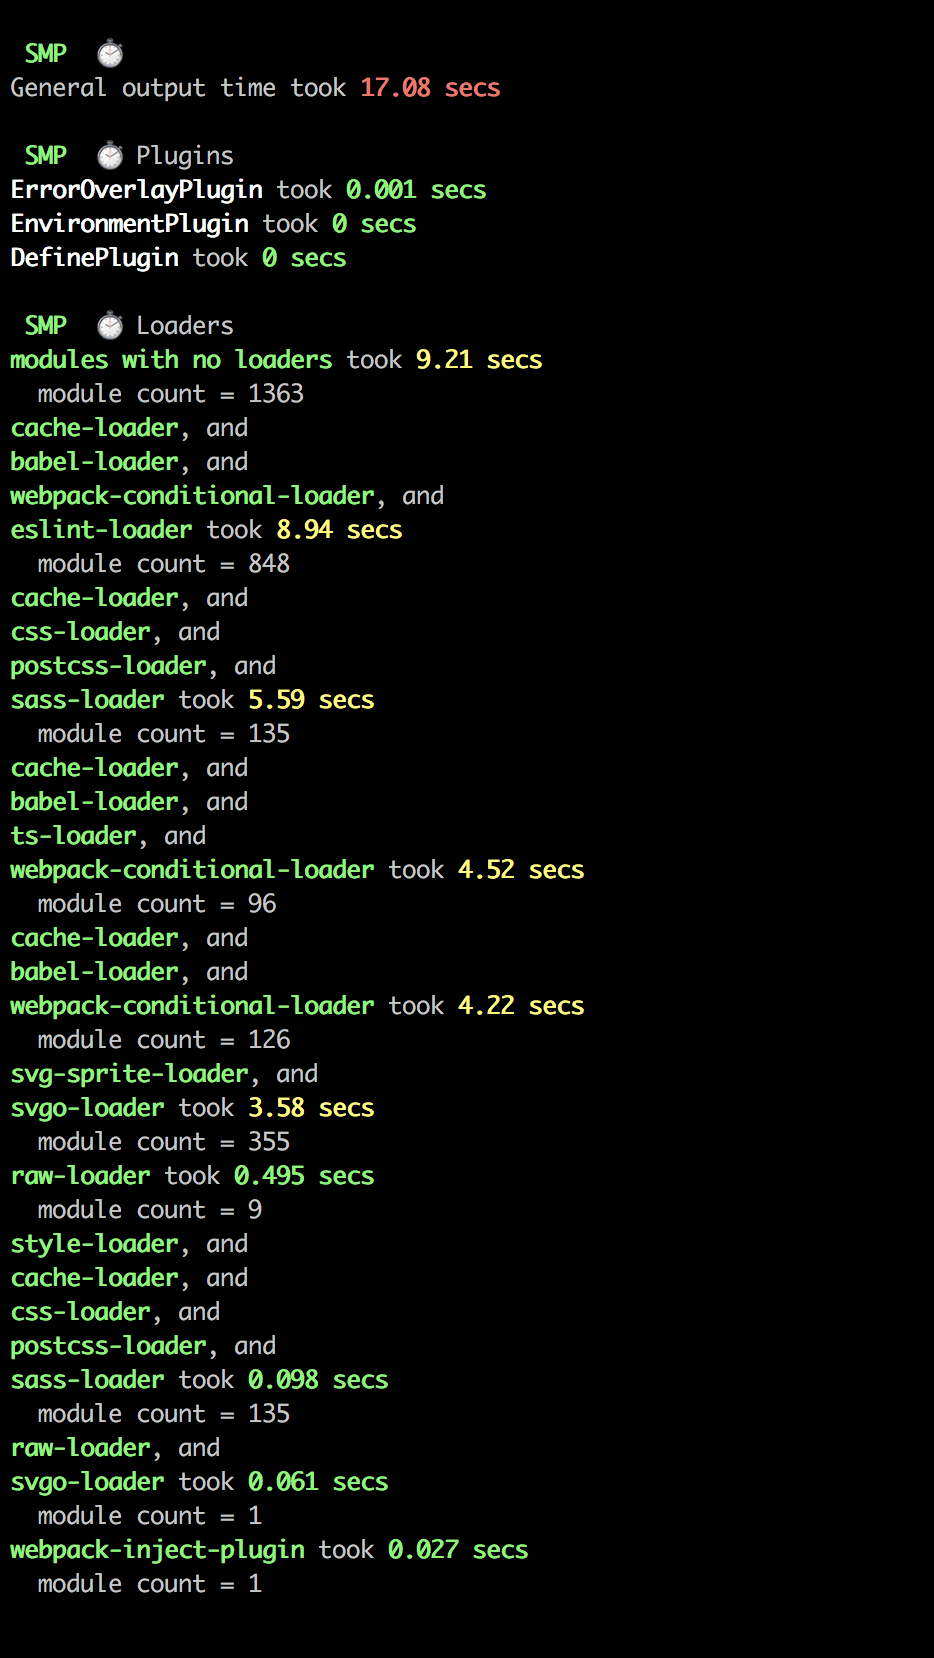 SMP ⏱
General output time took 17.08 secs
SMP ⏱ Plugins
ErrorOverlayPlugin took 0.001 secs
EnvironmentPlugin took 0 secs
DefinePlugin took 0 secs
SMP ⏱ Loaders
modules with no loaders took 9.21 secs
module count = 1363
cache-loader, and
babel-loader, and
webpack-conditional-loader, and
eslint-loader took 8.94 secs
module count = 848
cache-loader, and
css-loader, and
postcss-loader, and
sass-loader took 5.59 secs
module count = 135
cache-loader, and
babel-loader, and
ts-loader, and
webpack-conditional-loader took 4.52 secs
module count = 96
cache-loader, and
babel-loader, and
webpack-conditional-loader took 4.22 secs
module count = 126
svg-sprite-loader, and
svgo-loader took 3.58 secs
module count = 355
raw-loader took 0.495 secs
module count = 9
style-loader, and
cache-loader, and
css-loader, and
postcss-loader, and
sass-loader took 0.098 secs
module count = 135
raw-loader, and
svgo-loader took 0.061 secs
module count = 1
webpack-inject-plugin took 0.027 secs
module count = 1